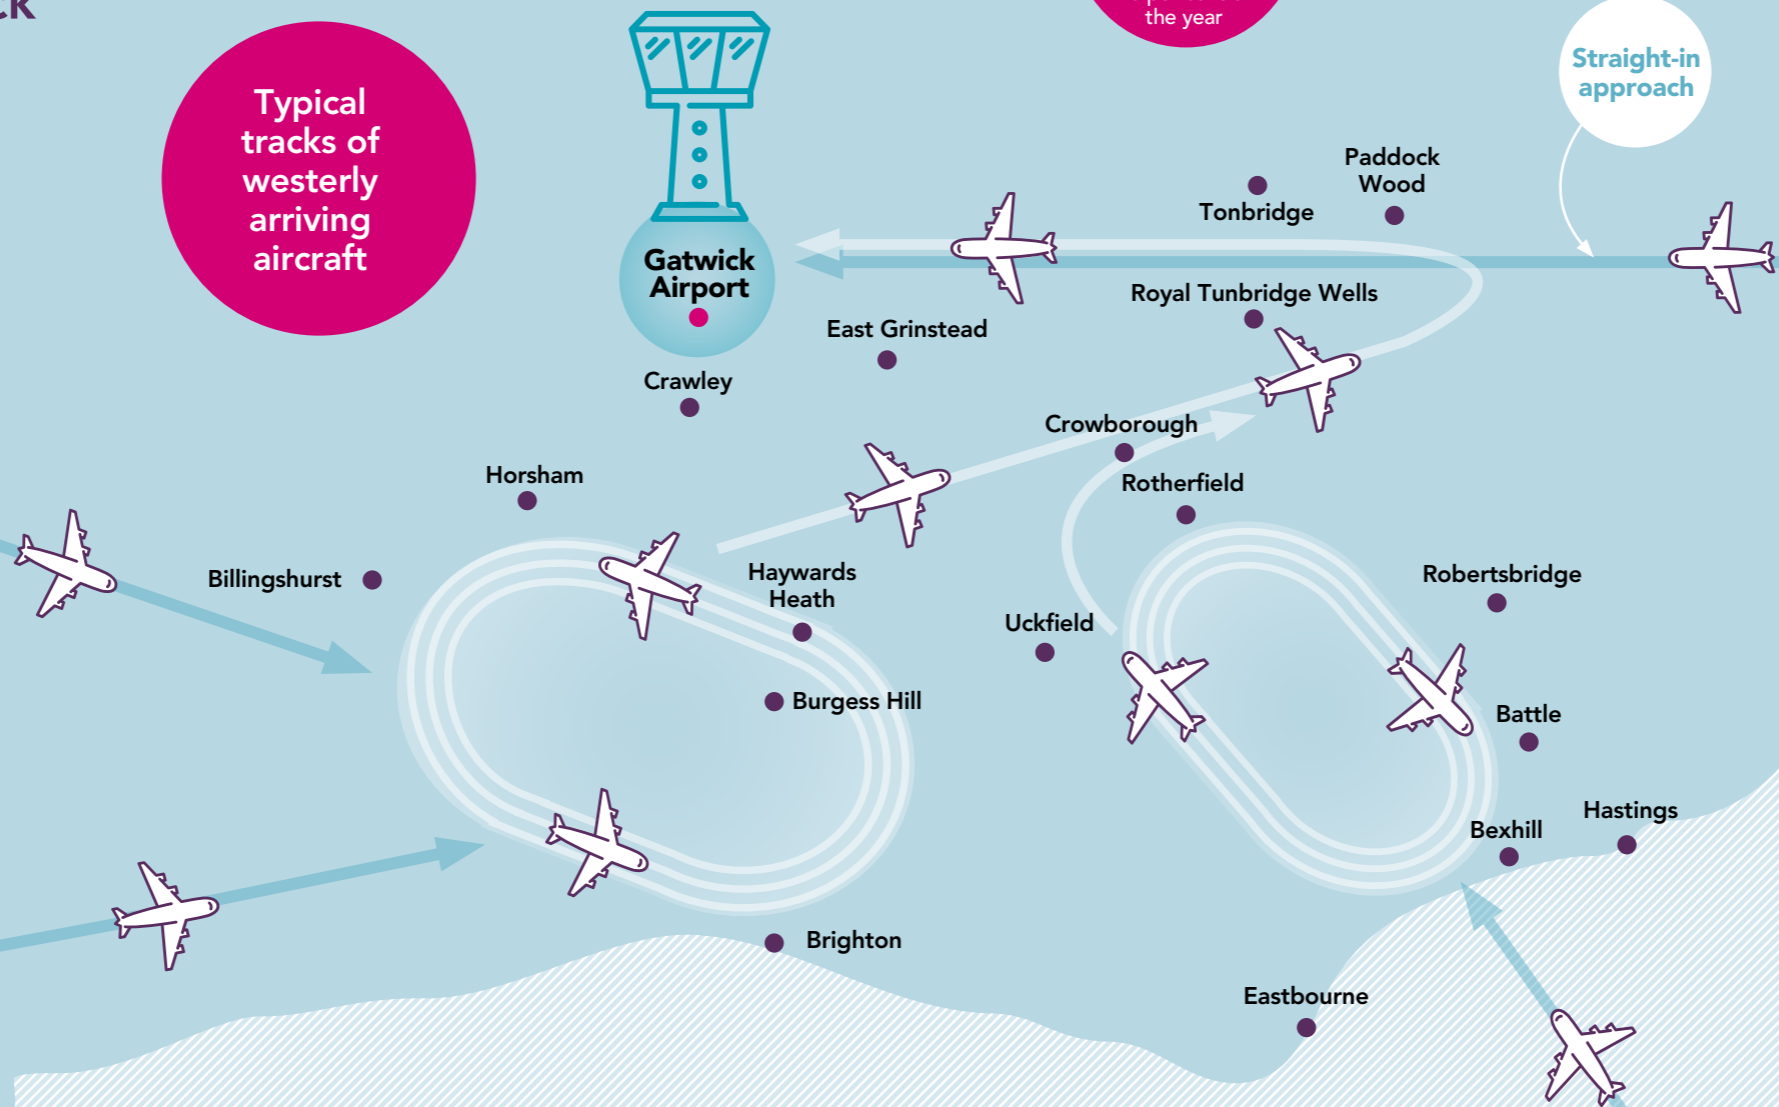 Typical
tracks of
westerly
arriving
aircraft
the year
Straight-in
approach
Paddock
Wood
Tonbridge
Gatwick
Airport
Royal Tunbridge Wells
East Grinstead
Crawley
Crowborough
Horsham
Rotherfield
Billingshurst
Haywards
Heath
Robertsbridge
Uckfield
Burgess Hill
Battle
Hastings
Bexhill
Brighton
Eastbourne